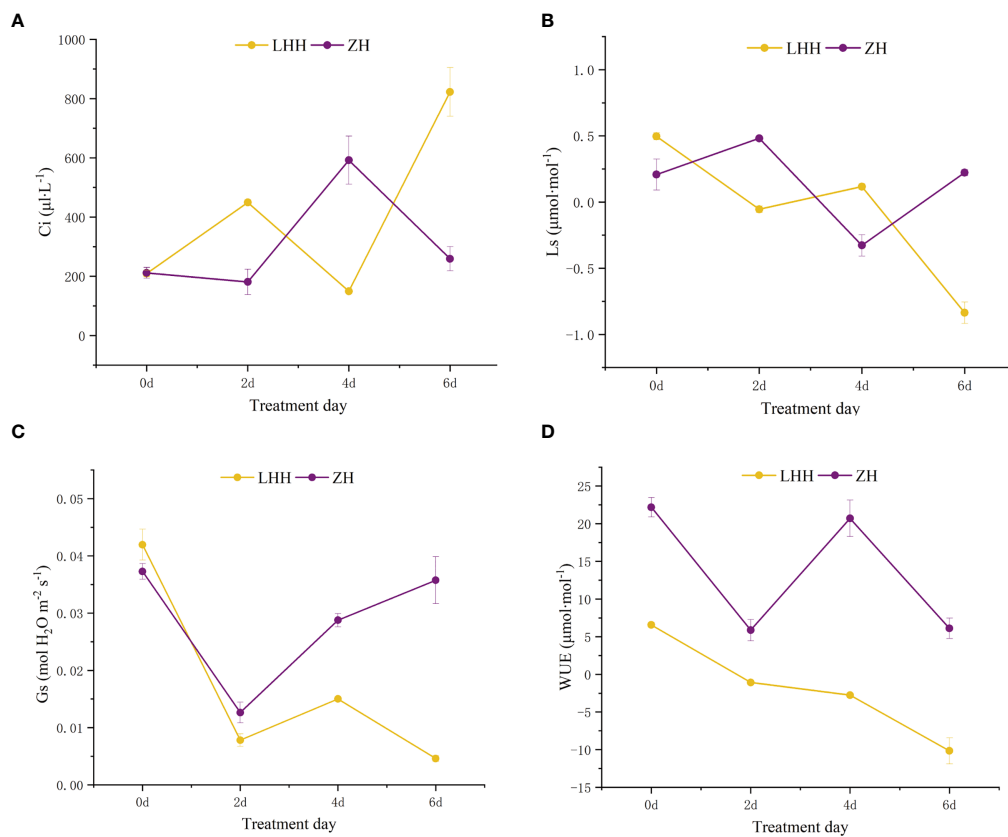 A
LHH ZH
1000
800
600
400
200
0
Ci (μl·L⁻¹)
0d 2d 4d 6d
Treatment day
B
LHH ZH
1.0
0.5
0.0
−0.5
−1.0
Ls (μmol·mol⁻¹)
0d 2d 4d 6d
Treatment day
C
LHH ZH
0.05
0.04
0.03
0.02
0.01
0.00
Gs (mol H₂O m⁻² s⁻¹)
0d 2d 4d 6d
Treatment day
D
LHH ZH
25
20
15
10
5
0
−5
−10
−15
WUE (μmol·mol⁻¹)
0d 2d 4d 6d
Treatment day